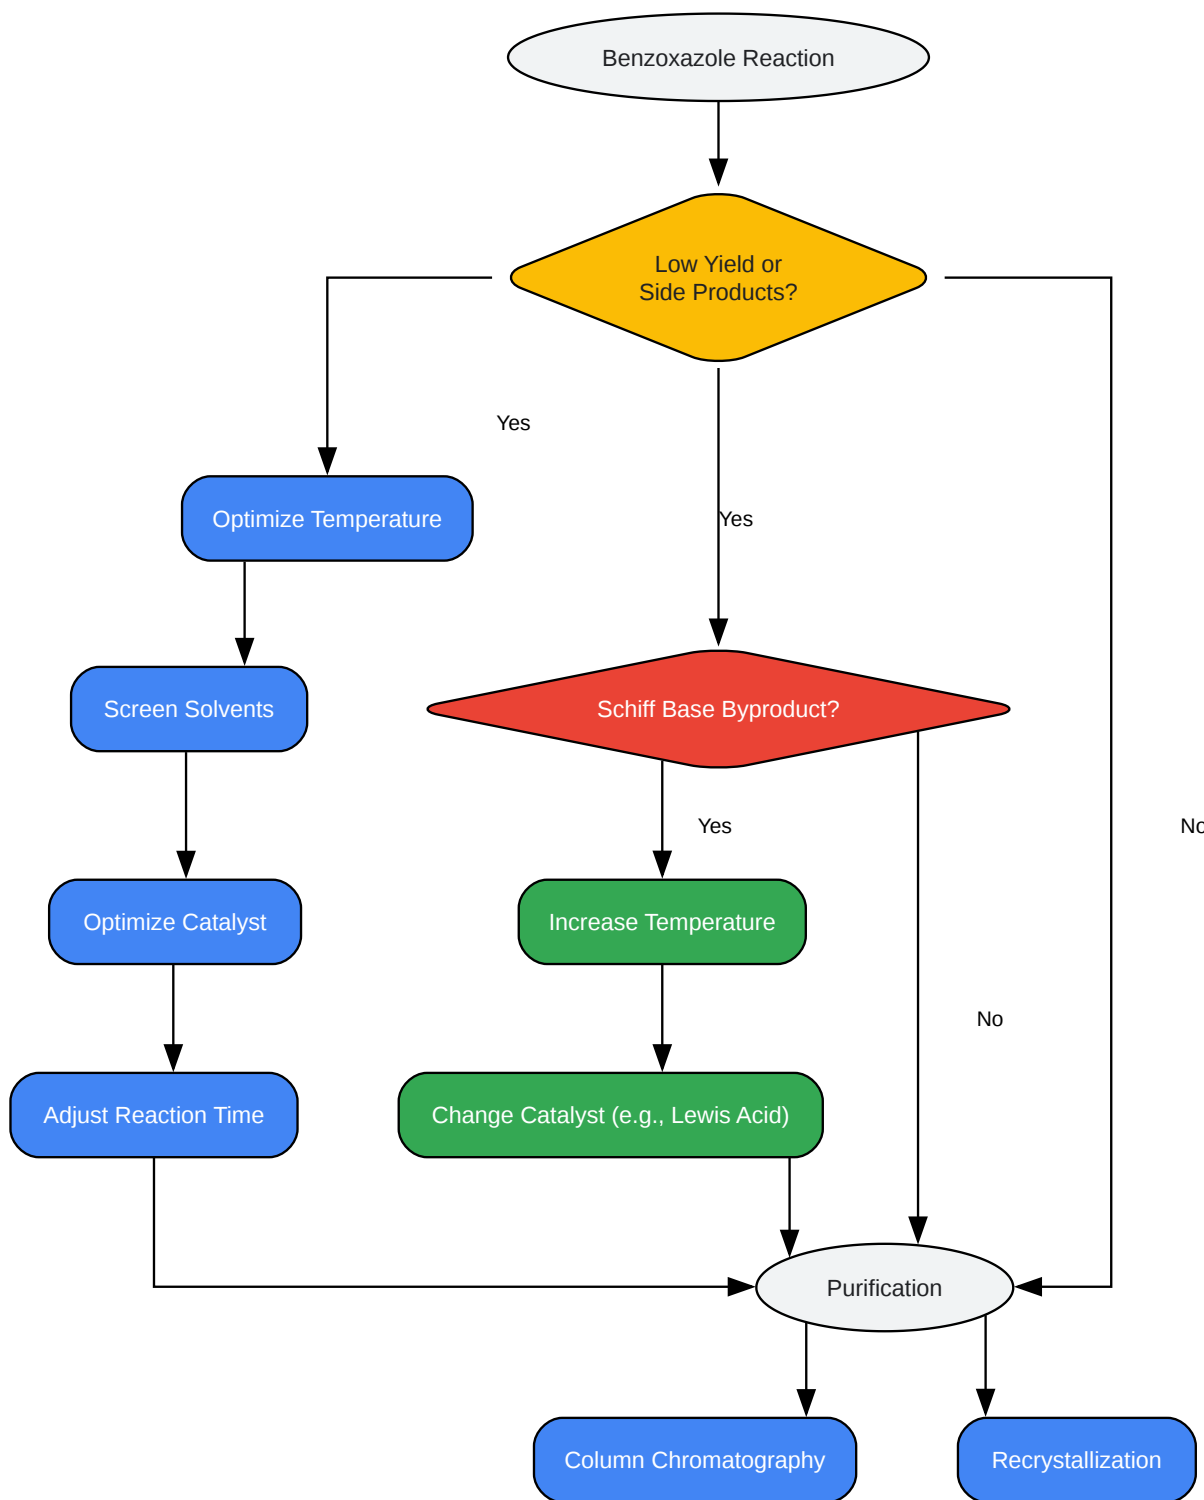 Benzoxazole Reaction
Low Yield or
Side Products?
Yes
Optimize Temperature
Yes
Screen Solvents
Schiff Base Byproduct?
Yes
No
Optimize Catalyst
Increase Temperature
No
Adjust Reaction Time
Change Catalyst (e.g., Lewis Acid)
Purification
Column Chromatography
Recrystallization